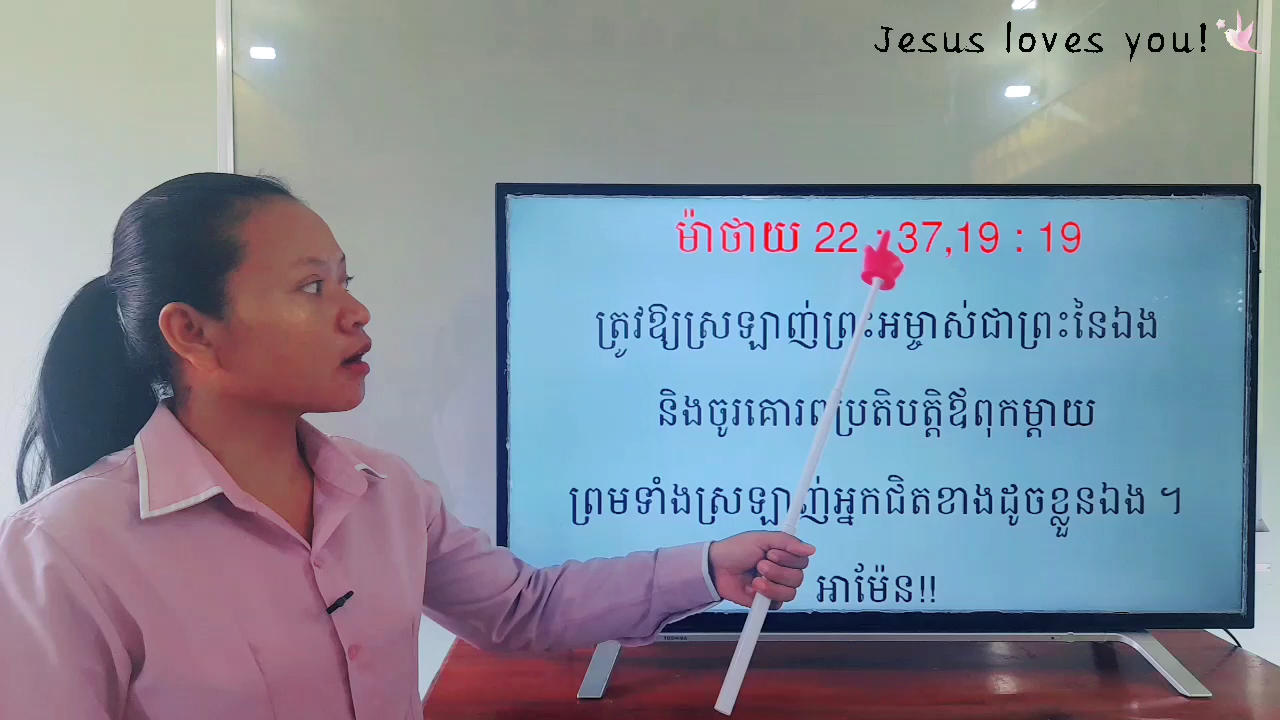 Jesus loves you!
ម៉ាថាយ 22 : 37,19 : 19
ត្រូវឱ្យស្រឡាញ់ព្រះអម្ចាស់ជាព្រះនៃឯង
និងចូរគោរពប្រតិបត្តិឪពុកម្តាយ
ព្រមទាំងស្រឡាញ់អ្នកជិតខាងដូចខ្លួនឯង ។
អាម៉ែន!!
TOSHIBA